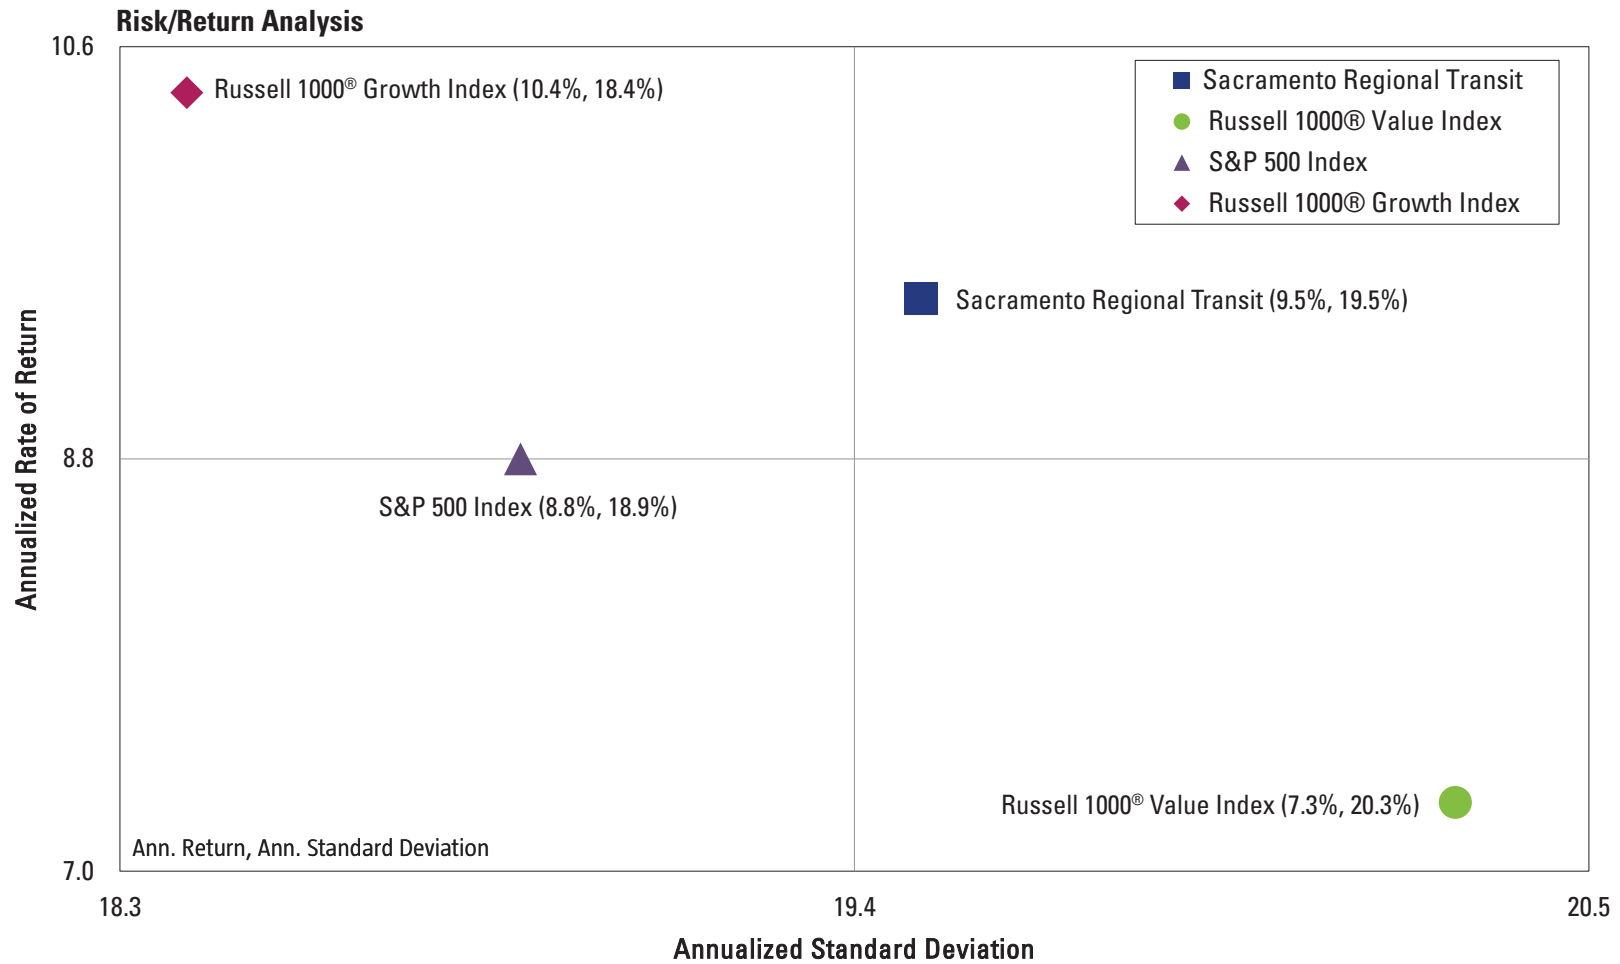 Risk/Return Analysis
10.6
Russell 1000® Growth Index (10.4%, 18.4%)
Sacramento Regional Transit
Russell 1000® Value Index
S&P 500 Index
Russell 1000® Growth Index
Sacramento Regional Transit (9.5%, 19.5%)
Annualized Rate of Return
8.8
S&P 500 Index (8.8%, 18.9%)
Russell 1000® Value Index (7.3%, 20.3%)
Ann. Return, Ann. Standard Deviation
7.0
18.3
19.4
20.5
Annualized Standard Deviation